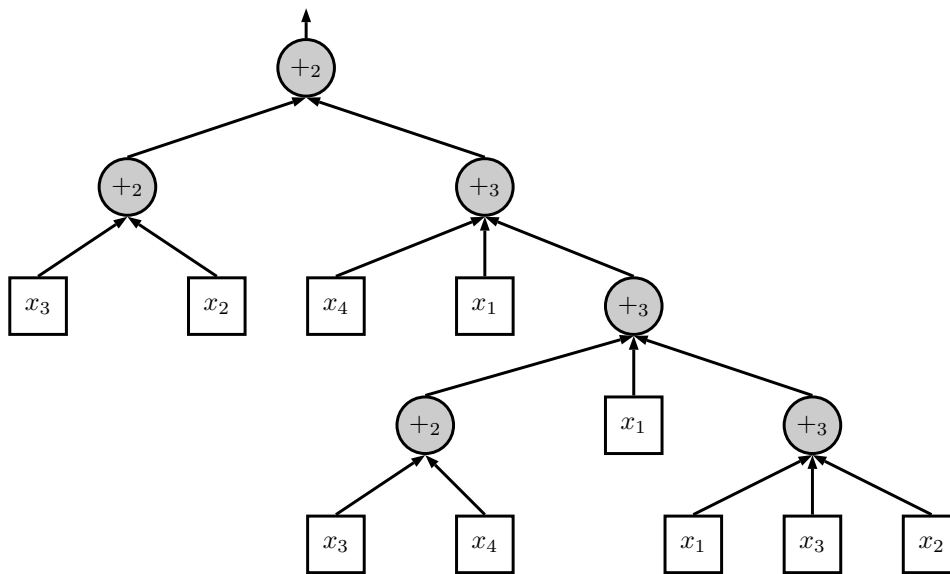 +₂
+₂ +₃
x₃ x₂ x₄ x₁ +₃
+₂ x₁ +₃
x₃ x₄ x₁ x₃ x₂